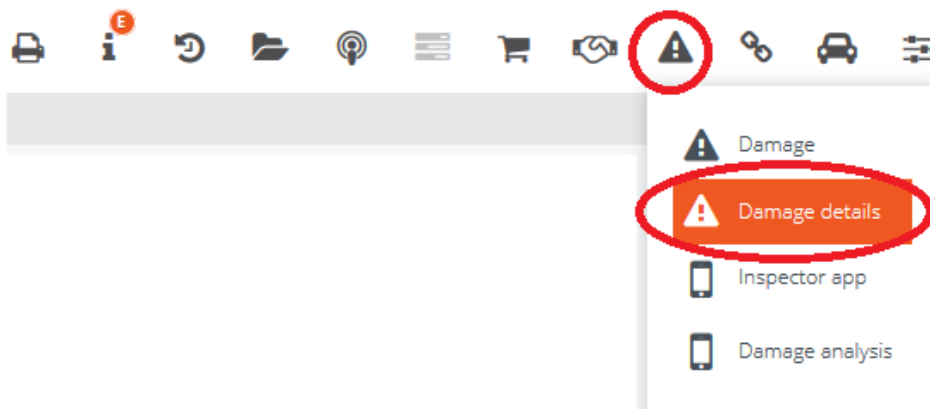 E
Damage
Damage details
Inspector app
Damage analysis